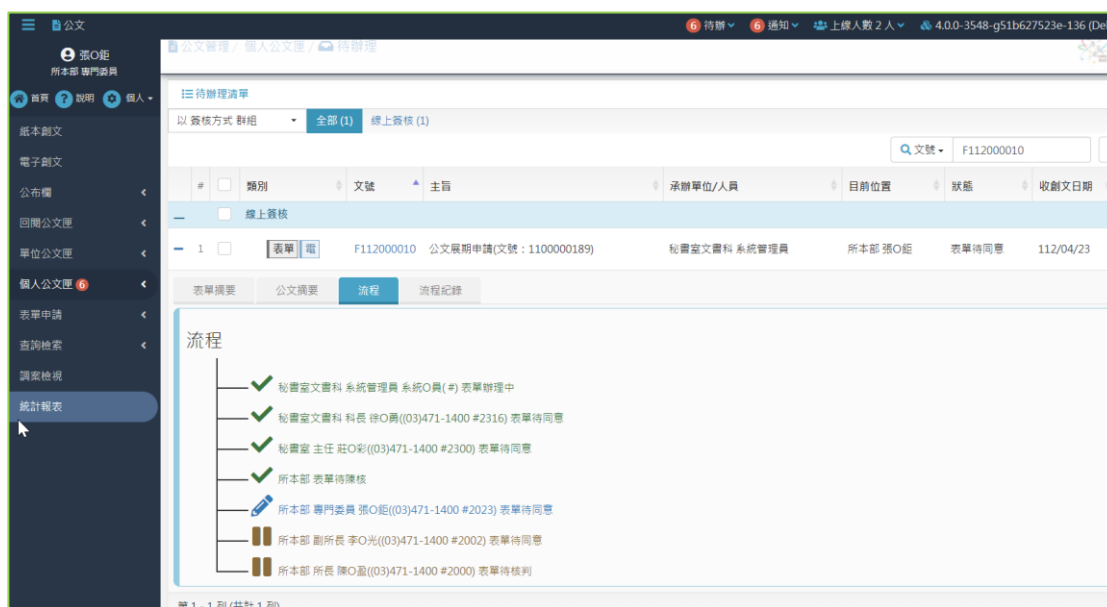 公文 6 待辦 6 通知 上線人數 2 人 4.0.0-3548-g51b627523e-136 (De
張O鉅
所本部 專門委員
首頁 ? 說明 個人
紙本創文
電子創文
公布欄
回閱公文匣
單位公文匣
個人公文匣 6
表單申請
查詢檢索
調案檢視
統計報表
公文管理 / 個人公文匣 / 待辦理
待辦理清單
以 簽核方式 群組 全部 (1) 線上簽核 (1)
文號 F112000010
# 類別 文號 主旨 承辦單位/人員 目前位置 狀態 收創文日期
線上簽核
1 表單 電 F112000010 公文展期申請(文號：1100000189) 秘書室文書科 系統管理員 所本部 張O鉅 表單待同意 112/04/23
表單摘要 公文摘要 流程 流程紀錄
流程
秘書室文書科 系統管理員 系統O員( #) 表單辦理中
秘書室文書科 科長 徐O勇((03)471-1400 #2316) 表單待同意
秘書室 主任 莊O彩((03)471-1400 #2300) 表單待同意
所本部 表單待陳核
所本部 專門委員 張O鉅((03)471-1400 #2023) 表單待同意
所本部 副所長 李O光((03)471-1400 #2002) 表單待同意
所本部 所長 陳O盈((03)471-1400 #2000) 表單待核判
第 1 - 1 列 (共計 1 列)